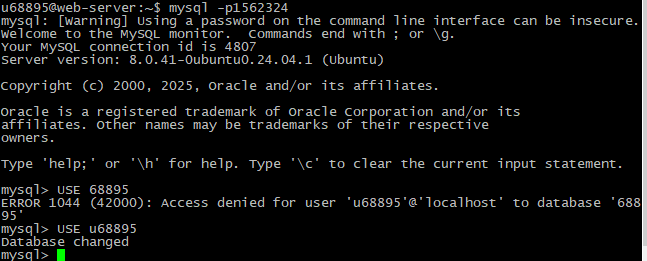 u68895@web-server:~$ mysql -p1562324
mysql: [Warning] Using a password on the command line interface can be insecure.
Welcome to the MySQL monitor.  Commands end with ; or \g.
Your MySQL connection id is 4807
Server version: 8.0.41-0ubuntu0.24.04.1 (Ubuntu)

Copyright (c) 2000, 2025, Oracle and/or its affiliates.

Oracle is a registered trademark of Oracle Corporation and/or its
affiliates. Other names may be trademarks of their respective
owners.

Type 'help;' or '\h' for help. Type '\c' to clear the current input statement.

mysql> USE 68895
ERROR 1044 (42000): Access denied for user 'u68895'@'localhost' to database '688
95'
mysql> USE u68895
Database changed
mysql>